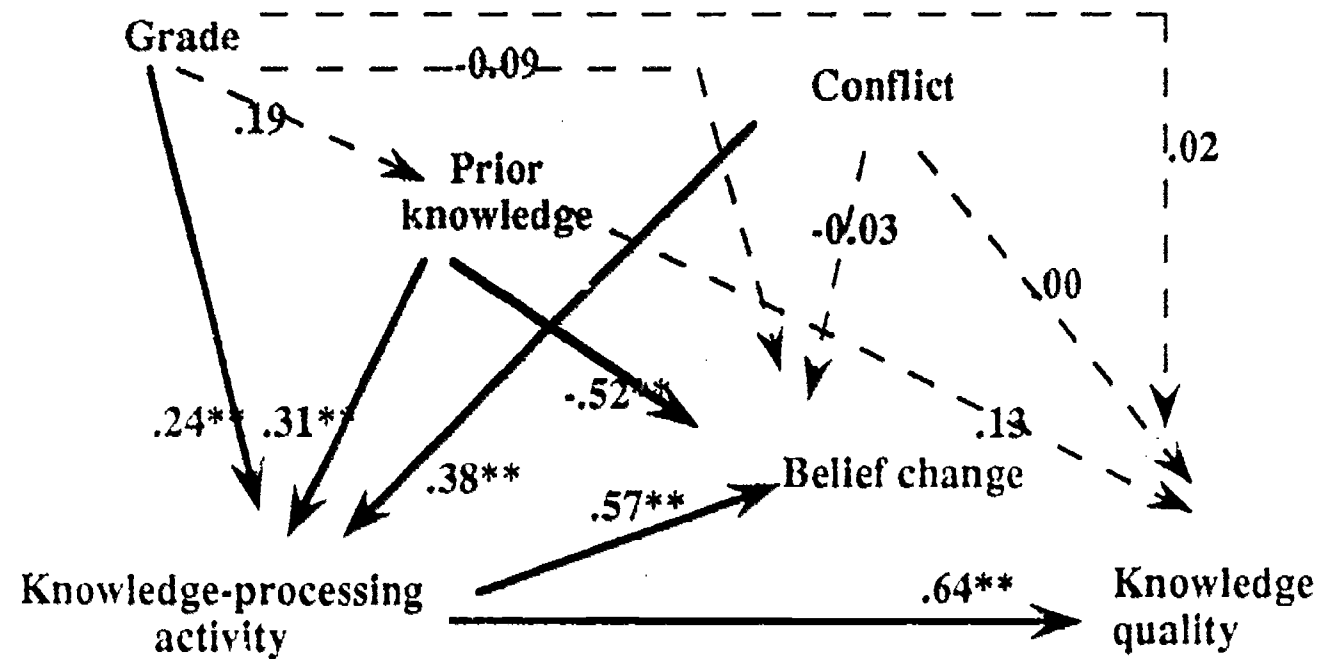 Grade
-0.09
Conflict
.19
.02
Prior
knowledge
-0.03
.00
-.52**
.24** .31**
.13
.38**
Belief change
.57**
.64**
Knowledge-processing
activity
Knowledge
quality